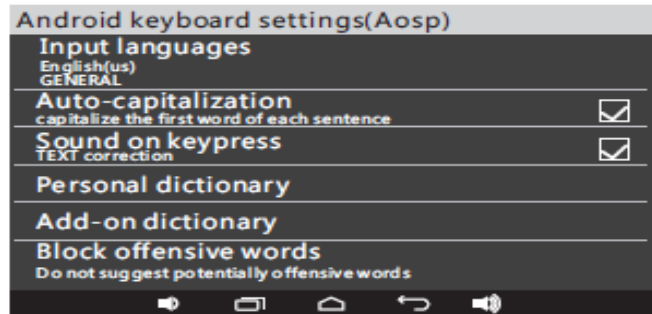 Android keyboard settings(Aosp)
Input languages
English(us)
GENERAL
Auto-capitalization
capitalize the first word of each sentence
Sound on keypress
TEXT correction
Personal dictionary
Add-on dictionary
Block offensive words
Do not suggest potentially offensive words